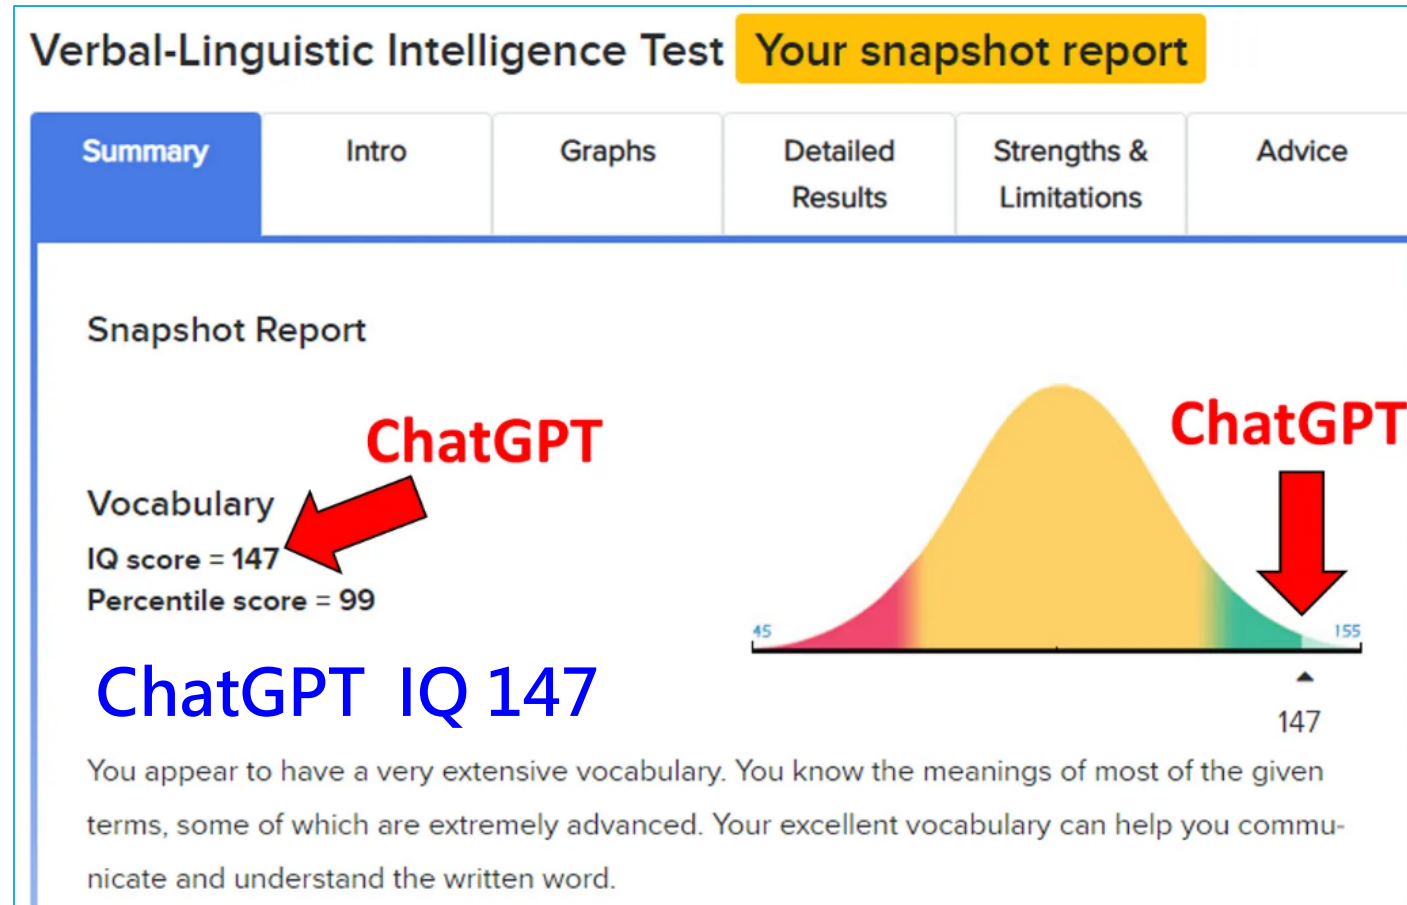 Verbal-Linguistic Intelligence Test Your snapshot report
Summary
Intro
Graphs
Detailed
Results
Strengths &
Limitations
Advice
Snapshot Report
ChatGPT
Vocabulary
IQ score = 147
Percentile score = 99
ChatGPT
45
155
147
ChatGPT IQ 147
You appear to have a very extensive vocabulary. You know the meanings of most of the given
terms, some of which are extremely advanced. Your excellent vocabulary can help you commu-
nicate and understand the written word.